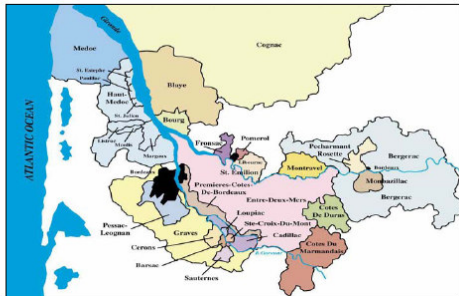 Gironde
Medoc
Cognac
St. Estephe
Pauillac
Blaye
Haut-
Medoc
St. Julien
Bourg
Listrac
Moulis
Margaux
Fronsac
Pomerol
Libourne
St. Emilion
Pecharmant
Rosette
Bergerac
Montravel
Monbazillac
Bergerac
Bordeaux
Premieres-Cotes-
De-Bordeaux
Entre-Deux-Mers
Cotes
De Duras
Loupiac
Ste-Croix-Du-Mont
Cadillac
Pessac-
Leognan
Graves
Cerons
Barsac
Sauternes
Cotes Du
Marmandais
ATLANTIC OCEAN